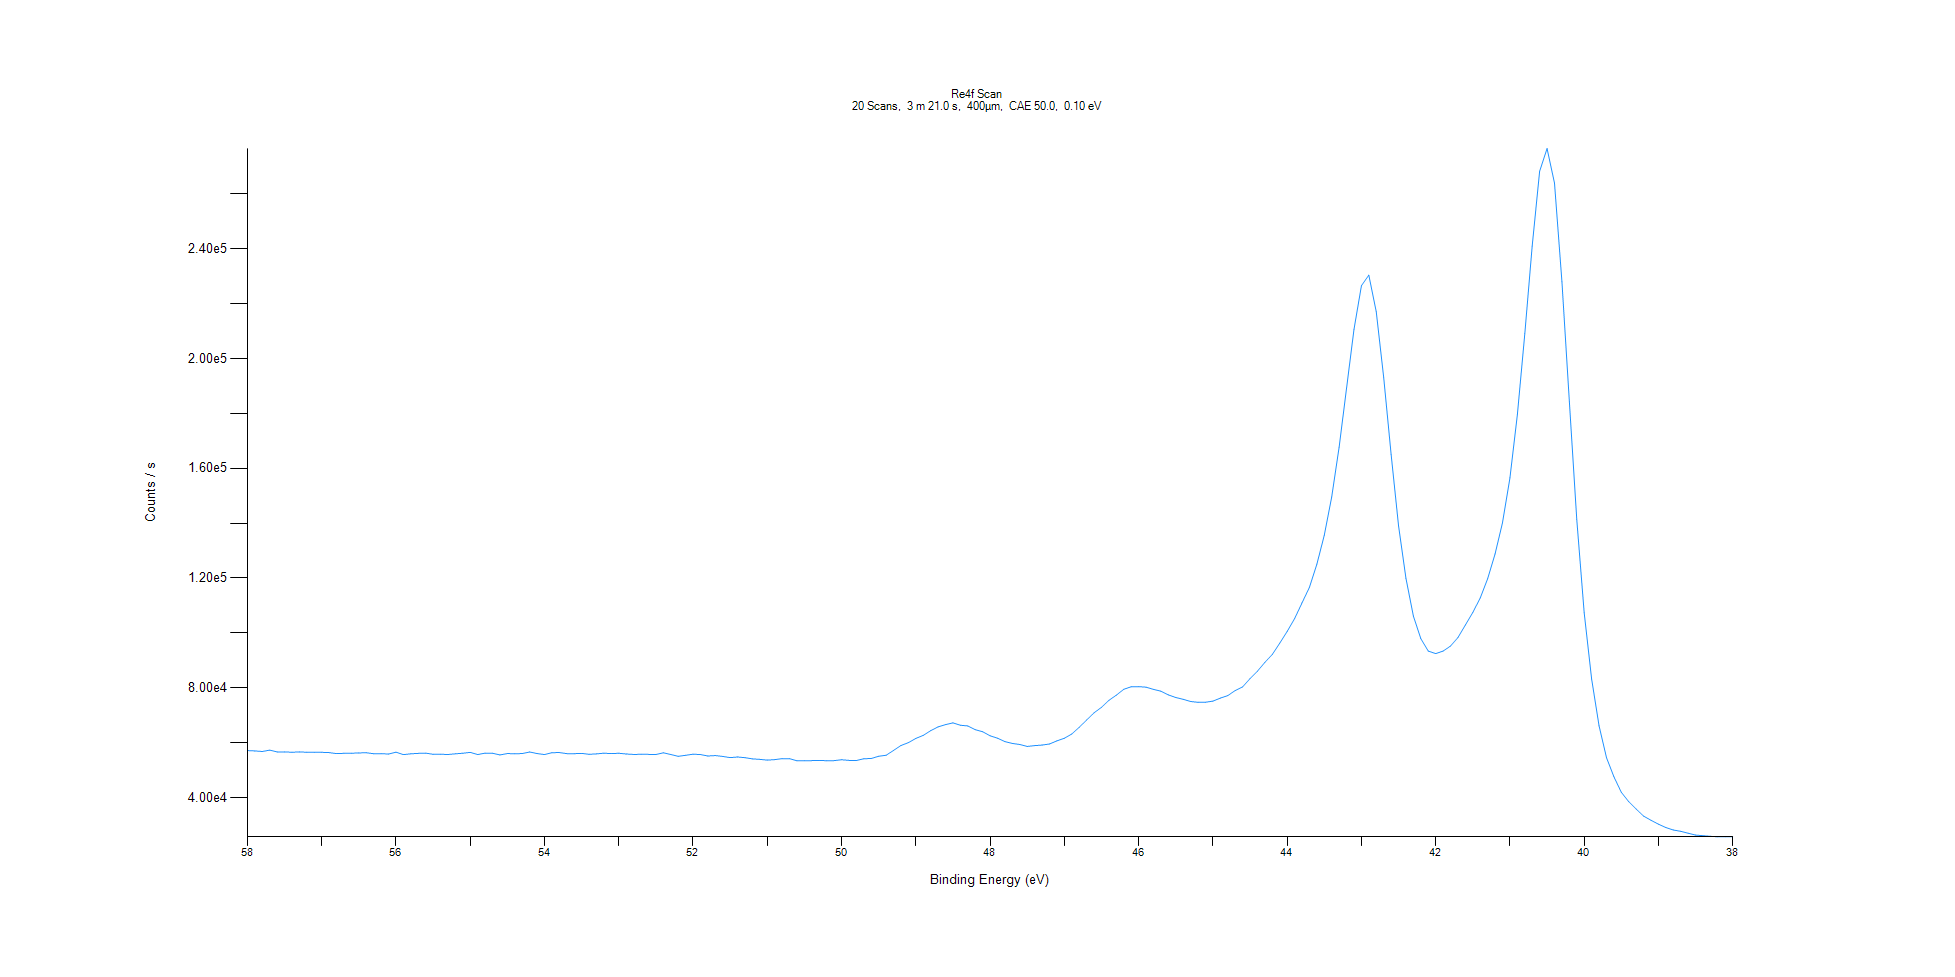 Re4f Scan
20 Scans, 3 m 21.0 s, 400µm, CAE 50.0, 0.10 eV
2.40e5
2.00e5
1.60e5
1.20e5
8.00e4
4.00e4
Counts / s
58 56 54 52 50 48 46 44 42 40 38
Binding Energy (eV)